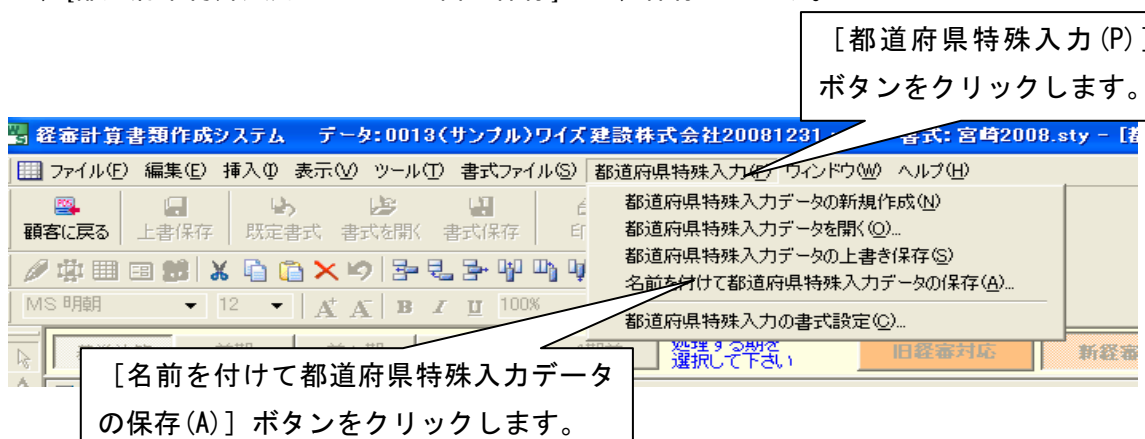 [都道府県特殊入力(P)]
ボタンをクリックします。
経審計算書類作成システム データ:0013(サンプル)ワイズ建設株式会社20081231 書式:宮崎2008.sty - [都
ファイル(F) 編集(E) 挿入(I) 表示(V) ツール(T) 書式ファイル(S) 都道府県特殊入力(P) ウィンドウ(W) ヘルプ(H)
都道府県特殊入力データの新規作成(N)
都道府県特殊入力データを開く(O)...
都道府県特殊入力データの上書き保存(S)
名前を付けて都道府県特殊入力データの保存(A)...
都道府県特殊入力の書式設定(C)...
顧客に戻る 上書保存 既定書式 書式を開く 書式保存
MS 明朝 12 A A B I U 100%
処理する期を
選択して下さい
旧経審対応 新経審
[名前を付けて都道府県特殊入力データ
の保存(A)] ボタンをクリックします。